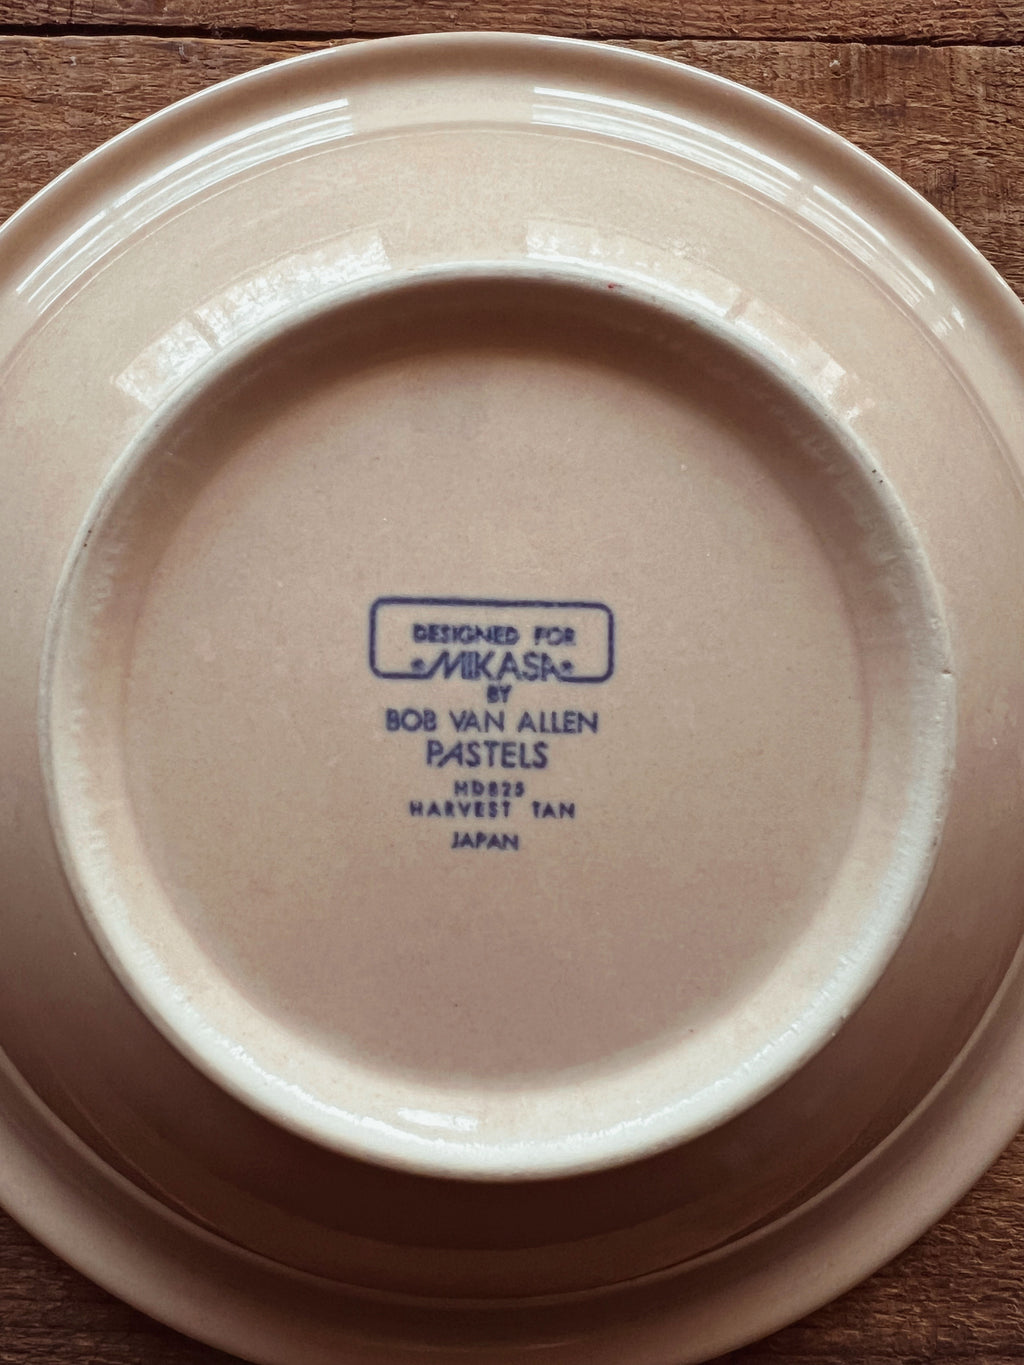 DESIGNED FOR
MIKASA
BY
BOB VAN ALLEN
PASTELS
HD825
HARVEST TAN
JAPAN